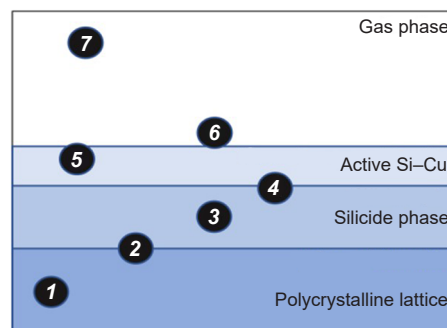 Gas phase
7
6
5
Active Si–Cu
4
3
Silicide phase
2
1
Polycrystalline lattice